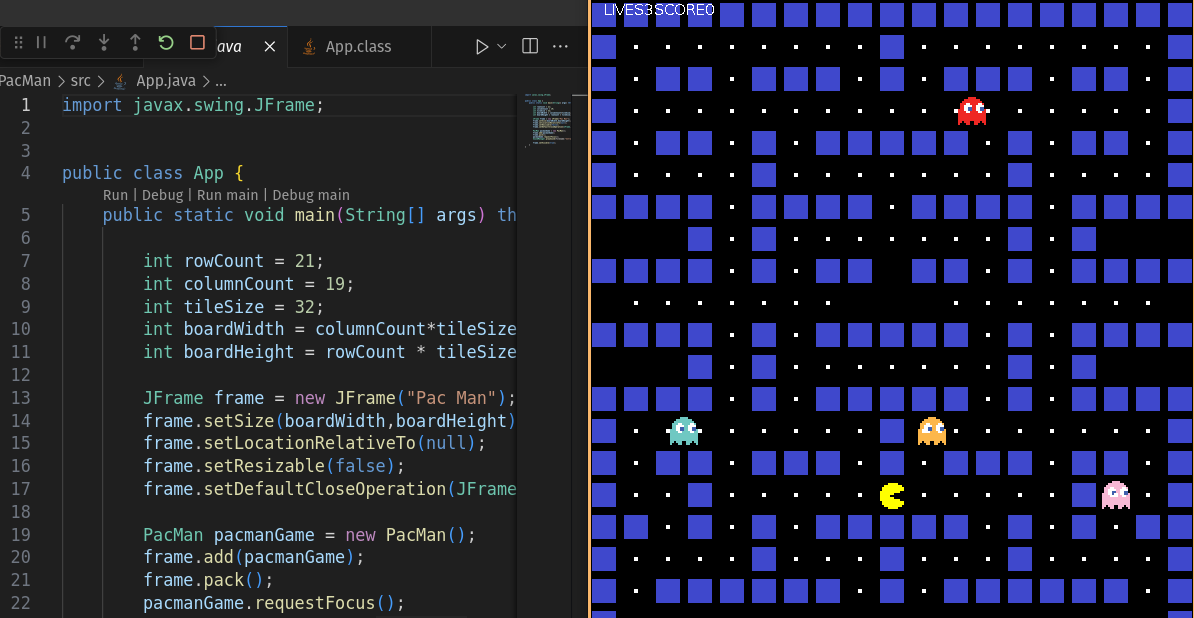 LIVES3SCORE0
ava
App.class
PacMan > src > App.java > ...
1 import javax.swing.JFrame;
2
3
4 public class App {
Run | Debug | Run main | Debug main
5 public static void main(String[] args) th
6
7 int rowCount = 21;
8 int columnCount = 19;
9 int tileSize = 32;
10 int boardWidth = columnCount*tileSize
11 int boardHeight = rowCount * tileSize
12
13 JFrame frame = new JFrame("Pac Man");
14 frame.setSize(boardWidth,boardHeight)
15 frame.setLocationRelativeTo(null);
16 frame.setResizable(false);
17 frame.setDefaultCloseOperation(JFrame
18
19 PacMan pacmanGame = new PacMan();
20 frame.add(pacmanGame);
21 frame.pack();
22 pacmanGame.requestFocus();